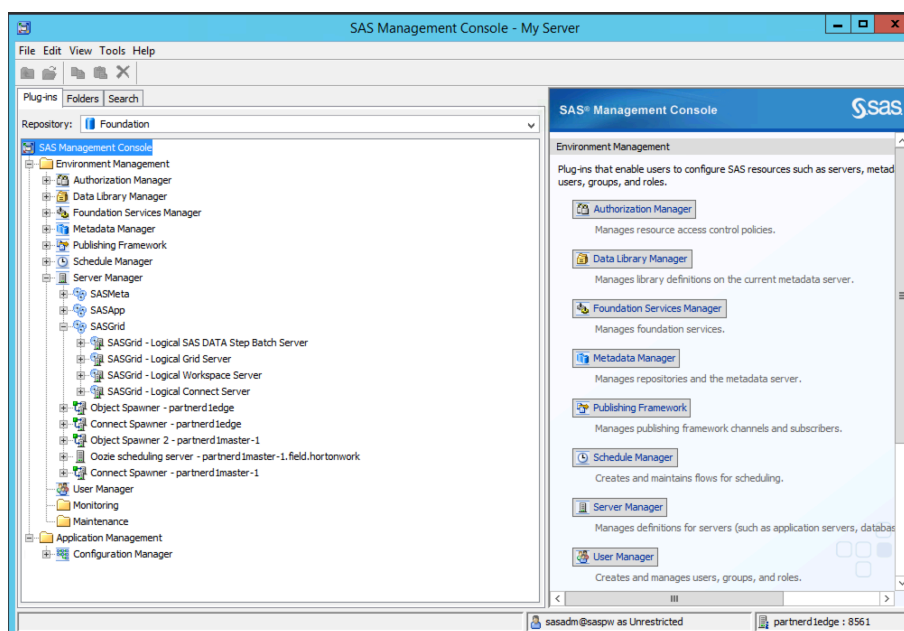 SAS Management Console - My Server
File Edit View Tools Help
Plug-ins Folders Search
Repository: Foundation
SAS Management Console
Environment Management
Authorization Manager
Data Library Manager
Foundation Services Manager
Metadata Manager
Publishing Framework
Schedule Manager
Server Manager
SASMeta
SASApp
SASGrid
SASGrid - Logical SAS DATA Step Batch Server
SASGrid - Logical Grid Server
SASGrid - Logical Workspace Server
SASGrid - Logical Connect Server
Object Spawner - partnerd1edge
Connect Spawner - partnerd1edge
Object Spawner 2 - partnerd1master-1
Oozie scheduling server - partnerd1master-1.field.hortonwork
Connect Spawner - partnerd1master-1
User Manager
Monitoring
Maintenance
Application Management
Configuration Manager
SAS® Management Console
sas
Environment Management
Plug-ins that enable users to configure SAS resources such as servers, metad
users, groups, and roles.
Authorization Manager
Manages resource access control policies.
Data Library Manager
Manages library definitions on the current metadata server.
Foundation Services Manager
Manages foundation services.
Metadata Manager
Manages repositories and the metadata server.
Publishing Framework
Manages publishing framework channels and subscribers.
Schedule Manager
Creates and maintains flows for scheduling.
Server Manager
Manages definitions for servers (such as application servers, databas
User Manager
Creates and manages users, groups, and roles.
sasadm@saspw as Unrestricted
partnerd1edge : 8561